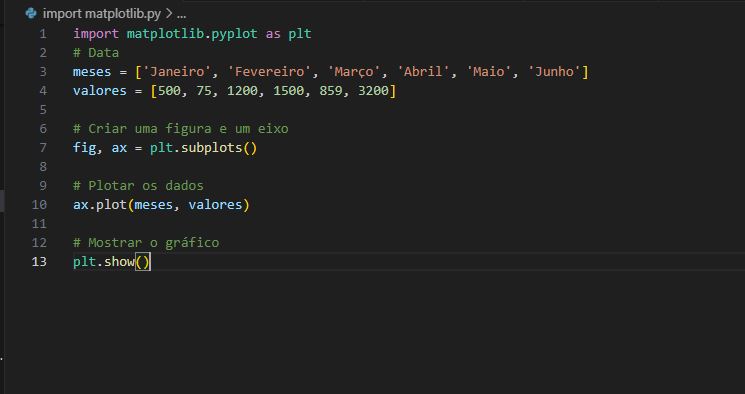 import matplotlib.py > ...
1 import matplotlib.pyplot as plt
2 # Data
3 meses = ['Janeiro', 'Fevereiro', 'Março', 'Abril', 'Maio', 'Junho']
4 valores = [500, 75, 1200, 1500, 859, 3200]
5
6 # Criar uma figura e um eixo
7 fig, ax = plt.subplots()
8
9 # Plotar os dados
10 ax.plot(meses, valores)
11
12 # Mostrar o gráfico
13 plt.show()